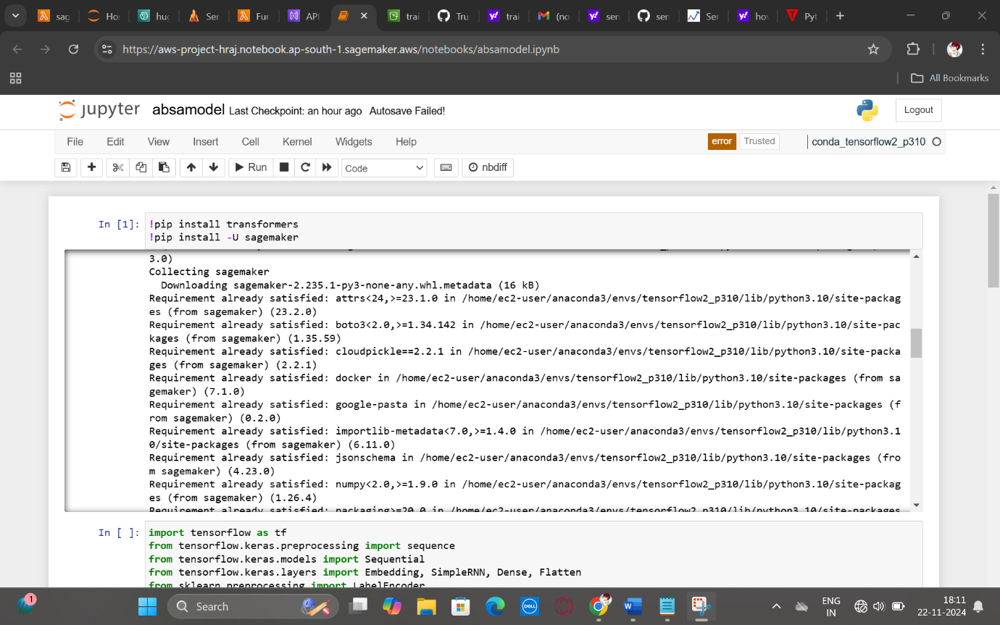 sag
Ho
hug
Ser
Fur
API
trai
Tru
trai
(no
sen
sen
Ser
hov
Pyt
https://aws-project-hraj.notebook.ap-south-1.sagemaker.aws/notebooks/absamodel.ipynb
All Bookmarks
jupyter absamodel Last Checkpoint: an hour ago Autosave Failed!
Logout
File Edit View Insert Cell Kernel Widgets Help
error Trusted conda_tensorflow2_p310
Run Code nbdiff
In [1]: !pip install transformers
!pip install -U sagemaker
3.0)
Collecting sagemaker
Downloading sagemaker-2.235.1-py3-none-any.whl.metadata (16 kB)
Requirement already satisfied: attrs<24,>=23.1.0 in /home/ec2-user/anaconda3/envs/tensorflow2_p310/lib/python3.10/site-packag
es (from sagemaker) (23.2.0)
Requirement already satisfied: boto3<2.0,>=1.34.142 in /home/ec2-user/anaconda3/envs/tensorflow2_p310/lib/python3.10/site-pac
kages (from sagemaker) (1.35.59)
Requirement already satisfied: cloudpickle==2.2.1 in /home/ec2-user/anaconda3/envs/tensorflow2_p310/lib/python3.10/site-packa
ges (from sagemaker) (2.2.1)
Requirement already satisfied: docker in /home/ec2-user/anaconda3/envs/tensorflow2_p310/lib/python3.10/site-packages (from sa
gemaker) (7.1.0)
Requirement already satisfied: google-pasta in /home/ec2-user/anaconda3/envs/tensorflow2_p310/lib/python3.10/site-packages (f
rom sagemaker) (0.2.0)
Requirement already satisfied: importlib-metadata<7.0,>=1.4.0 in /home/ec2-user/anaconda3/envs/tensorflow2_p310/lib/python3.1
0/site-packages (from sagemaker) (6.11.0)
Requirement already satisfied: jsonschema in /home/ec2-user/anaconda3/envs/tensorflow2_p310/lib/python3.10/site-packages (fro
m sagemaker) (4.23.0)
Requirement already satisfied: numpy<2.0,>=1.9.0 in /home/ec2-user/anaconda3/envs/tensorflow2_p310/lib/python3.10/site-packag
es (from sagemaker) (1.26.4)
Requirement already satisfied: packaging>=20.0 in /home/ec2-user/anaconda3/envs/tensorflow2_p310/lib/python3.10/site-packages
In [ ]: import tensorflow as tf
from tensorflow.keras.preprocessing import sequence
from tensorflow.keras.models import Sequential
from tensorflow.keras.layers import Embedding, SimpleRNN, Dense, Flatten
from sklearn.preprocessing import LabelEncoder
1
Search
DELL
W
ENG
IN
18:11
22-11-2024